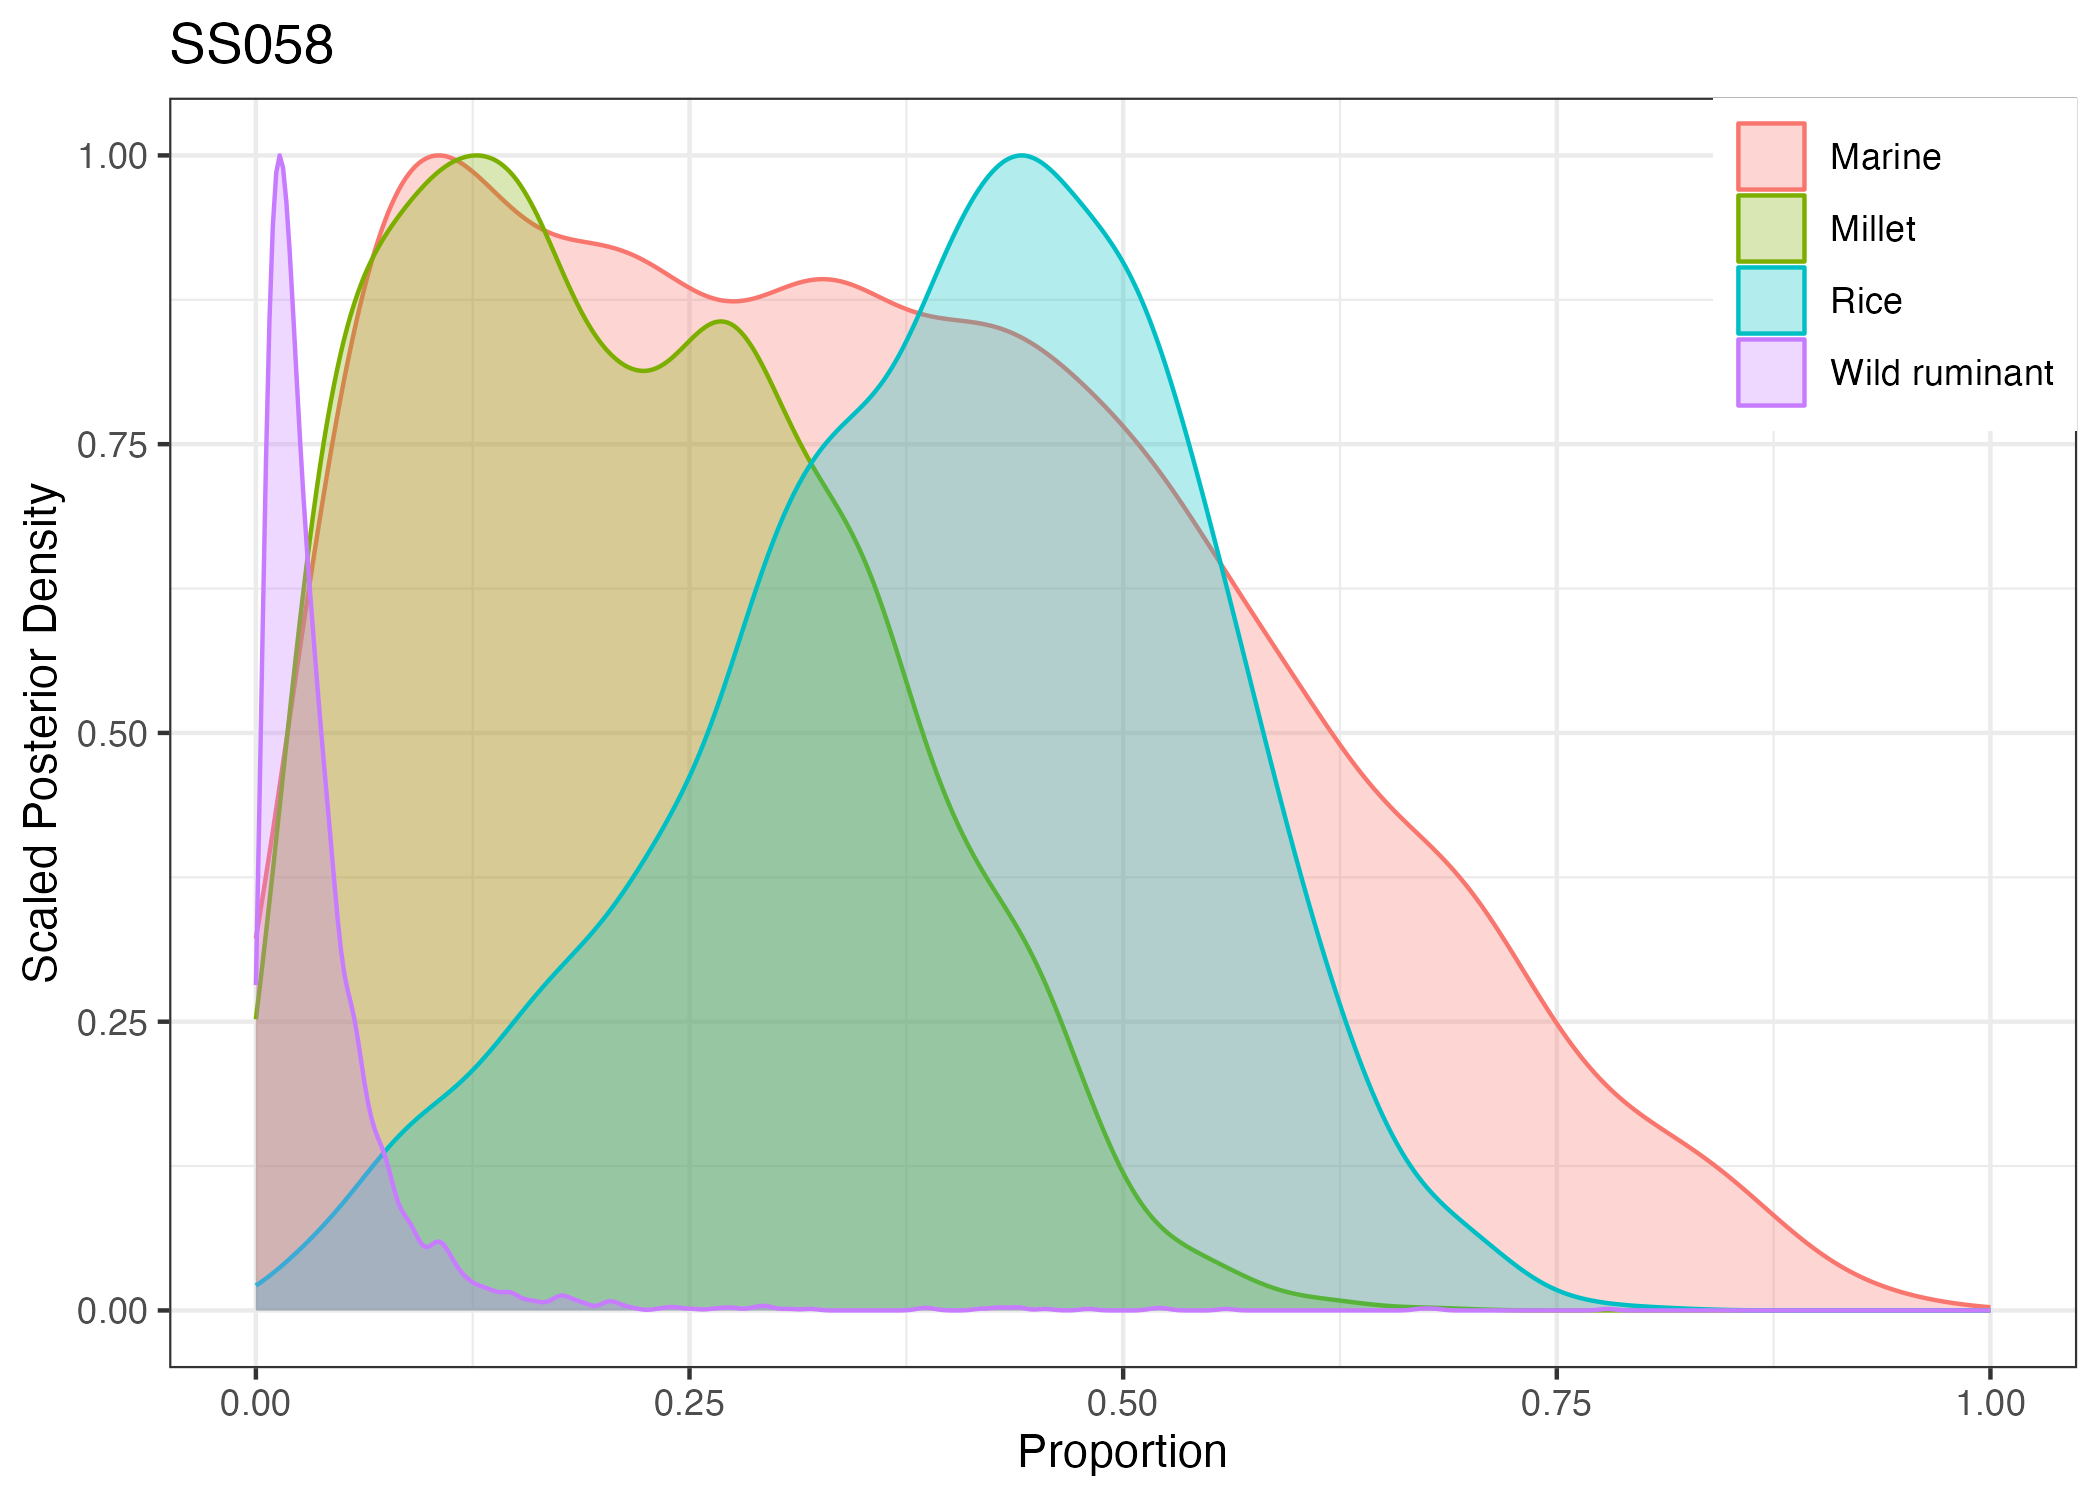 SS058
Marine
Millet
Rice
Wild ruminant
Scaled Posterior Density
1.00
0.75
0.50
0.25
0.00
0.00 0.25 0.50 0.75 1.00
Proportion